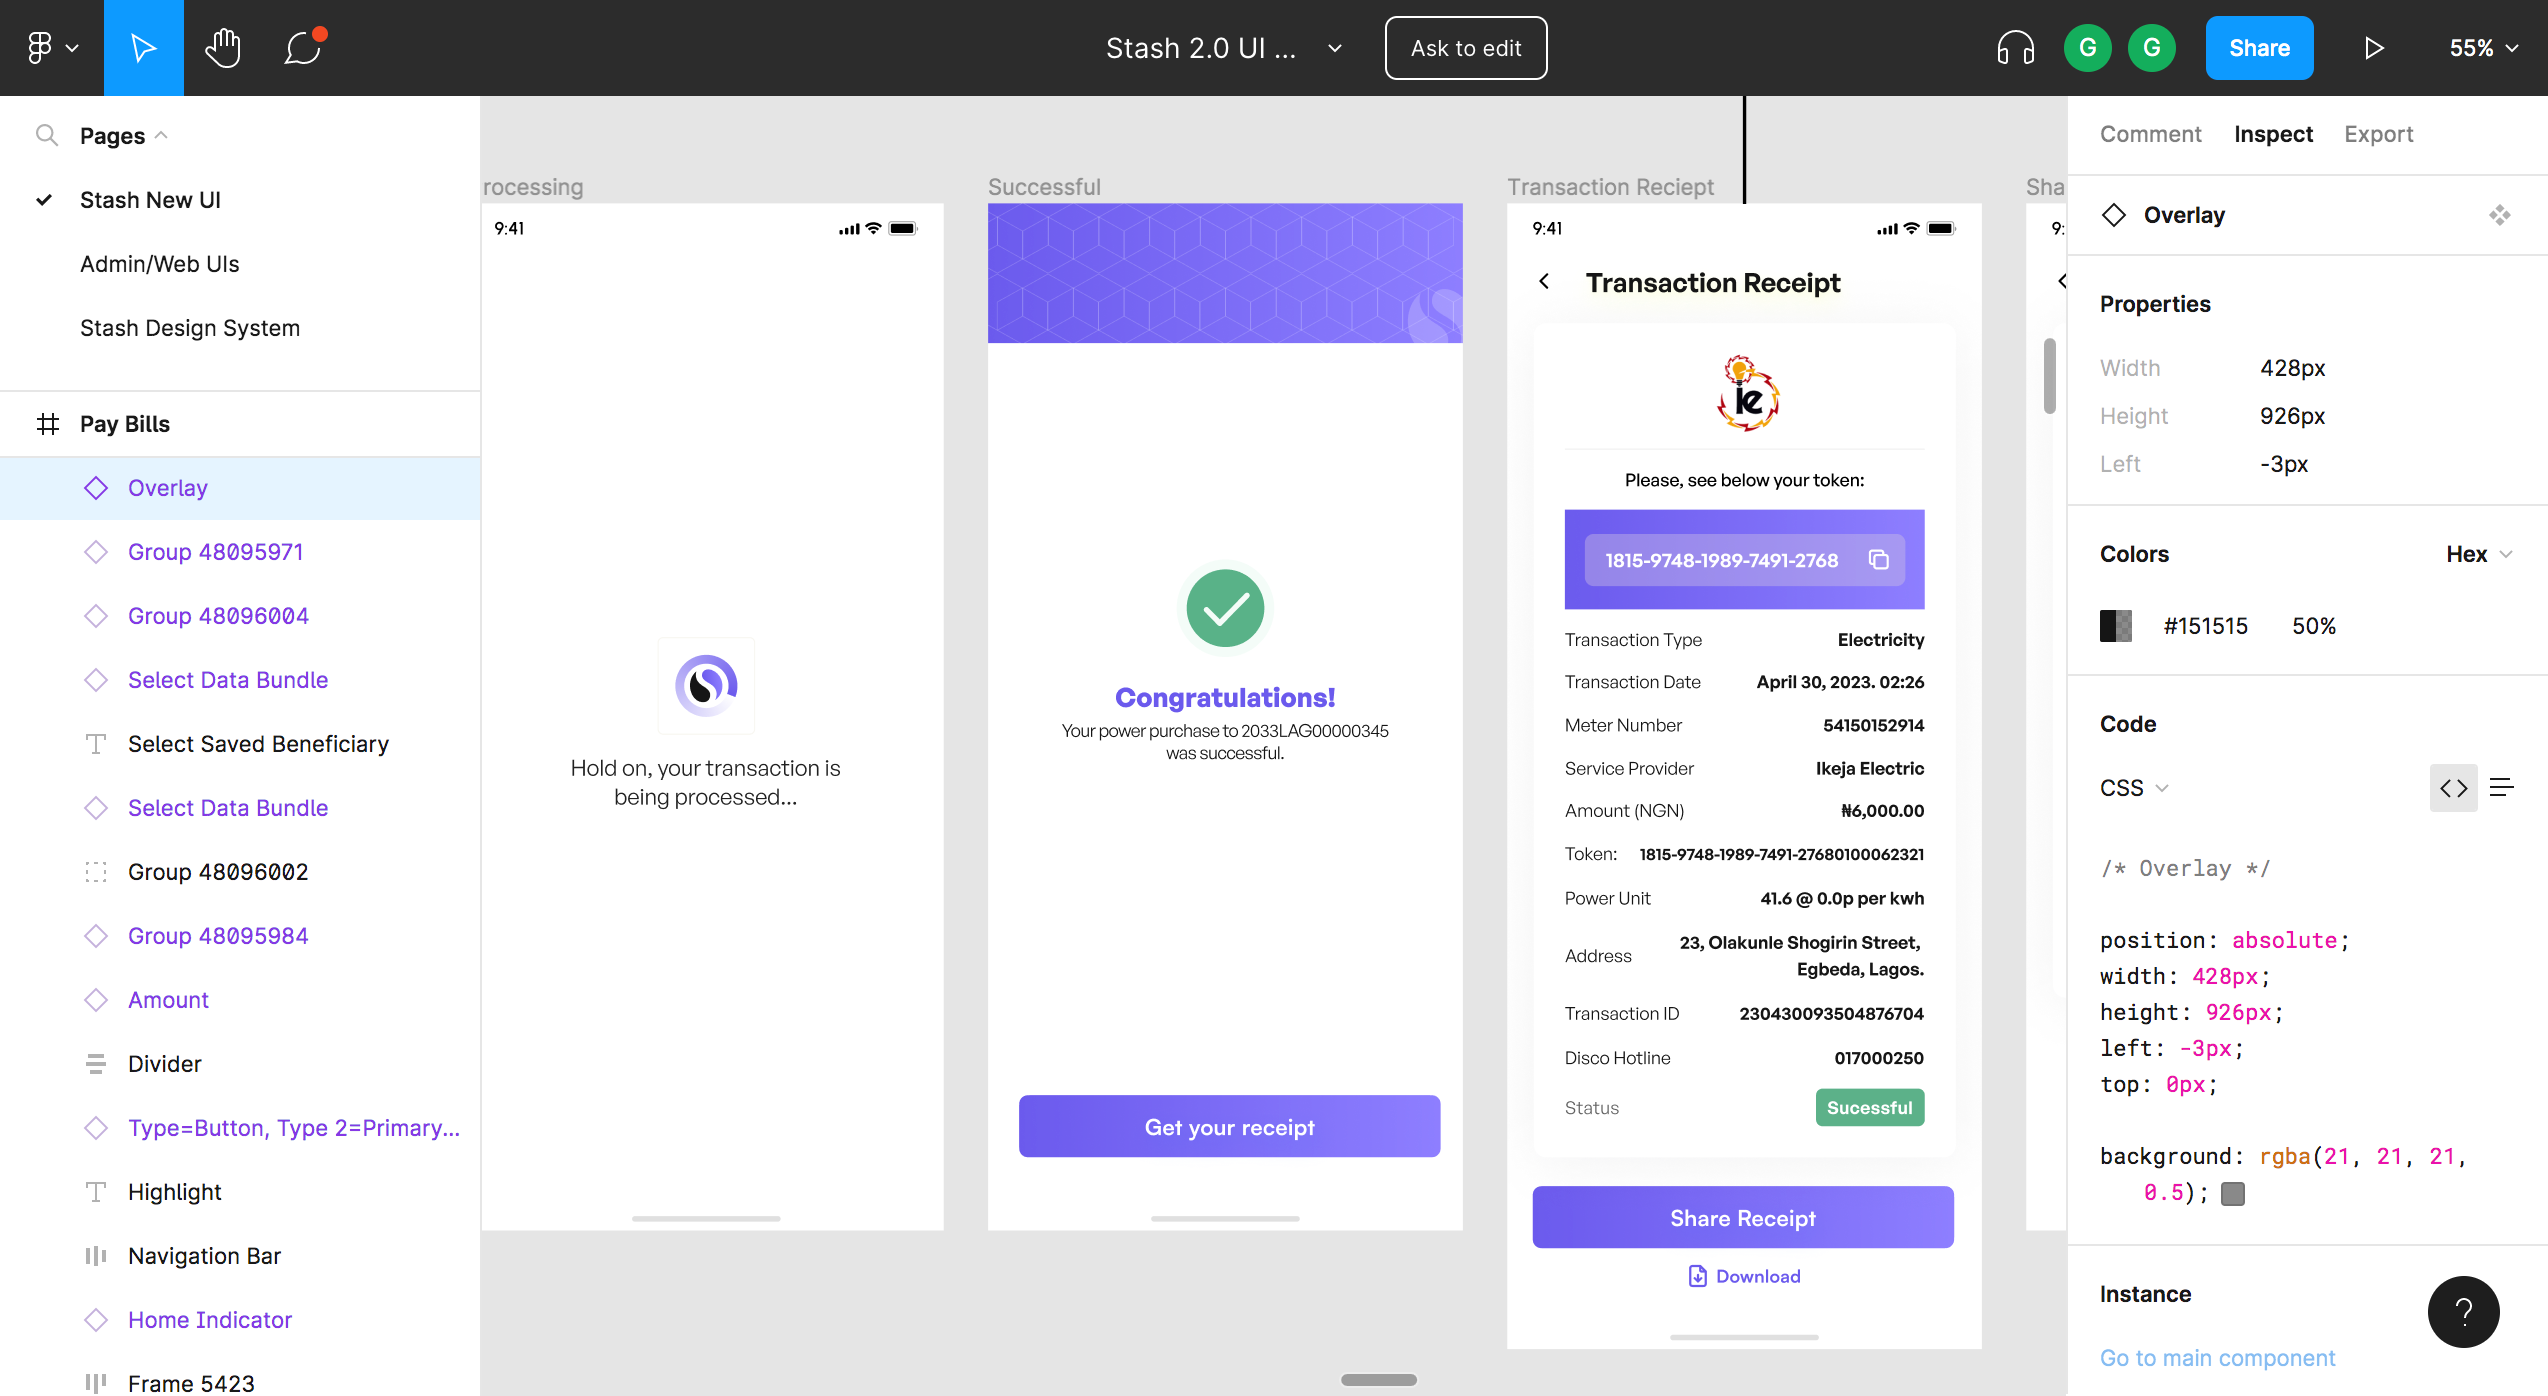 Stash 2.0 UI ...
Ask to edit
G
G
Share
55%
Pages
Stash New UI
Admin/Web UIs
Stash Design System
Pay Bills
Overlay
Group 48095971
Group 48096004
Select Data Bundle
Select Saved Beneficiary
Select Data Bundle
Group 48096002
Group 48095984
Amount
Divider
Type=Button, Type 2=Primary...
Highlight
Navigation Bar
Home Indicator
Frame 5423
rocessing
9:41
Hold on, your transaction is
being processed...
Successful
Congratulations!
Your power purchase to 2033LAG00000345
was successful.
Get your receipt
Transaction Reciept
9:41
Transaction Receipt
ie
Please, see below your token:
1815-9748-1989-7491-2768
Transaction Type Electricity
Transaction Date April 30, 2023. 02:26
Meter Number 54150152914
Service Provider Ikeja Electric
Amount (NGN) ₦6,000.00
Token: 1815-9748-1989-7491-27680100062321
Power Unit 41.6 @ 0.0p per kwh
Address 23, Olakunle Shogirin Street,
Egbeda, Lagos.
Transaction ID 230430093504876704
Disco Hotline 017000250
Status Sucessful
Share Receipt
Download
Sha
9:
Comment Inspect Export
Overlay
Properties
Width 428px
Height 926px
Left -3px
Colors Hex
#151515 50%
Code
CSS
/* Overlay */
position: absolute;
width: 428px;
height: 926px;
left: -3px;
top: 0px;
background: rgba(21, 21, 21,
0.5);
Instance
?
Go to main component